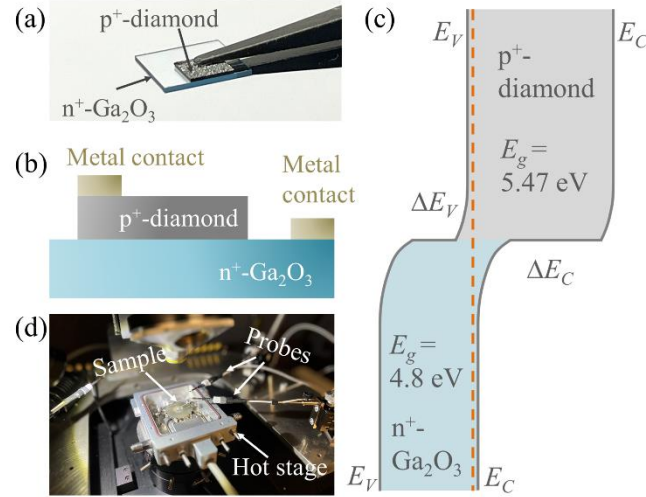 (a)
p⁺-diamond
n⁺-Ga₂O₃
(b)
Metal contact
Metal
contact
p⁺-diamond
n⁺-Ga₂O₃
(d)
Sample
Probes
Hot stage
(c)
E_V
E_C
p⁺-
diamond
E_g =
5.47 eV
ΔE_V
ΔE_C
E_g =
4.8 eV
n⁺-
Ga₂O₃
E_V
E_C